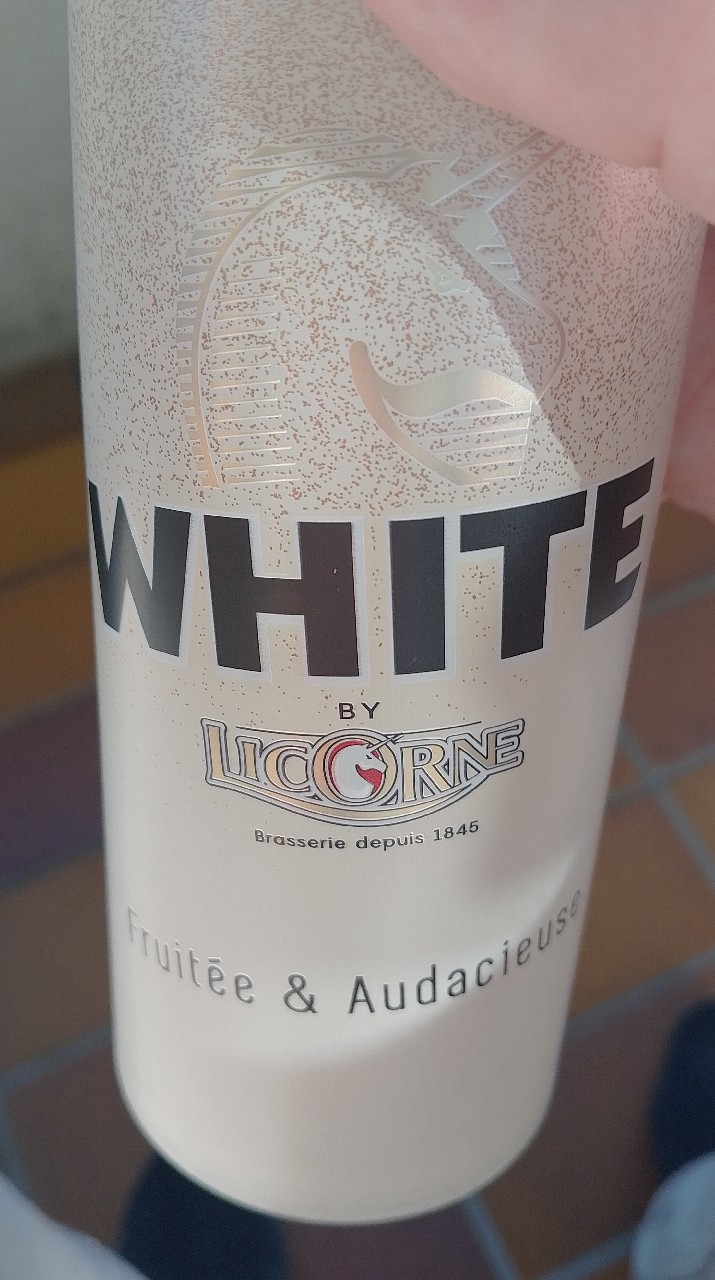 WHITE
BY
LICORNE
Brasserie depuis 1845
Fruitée & Audacieuse